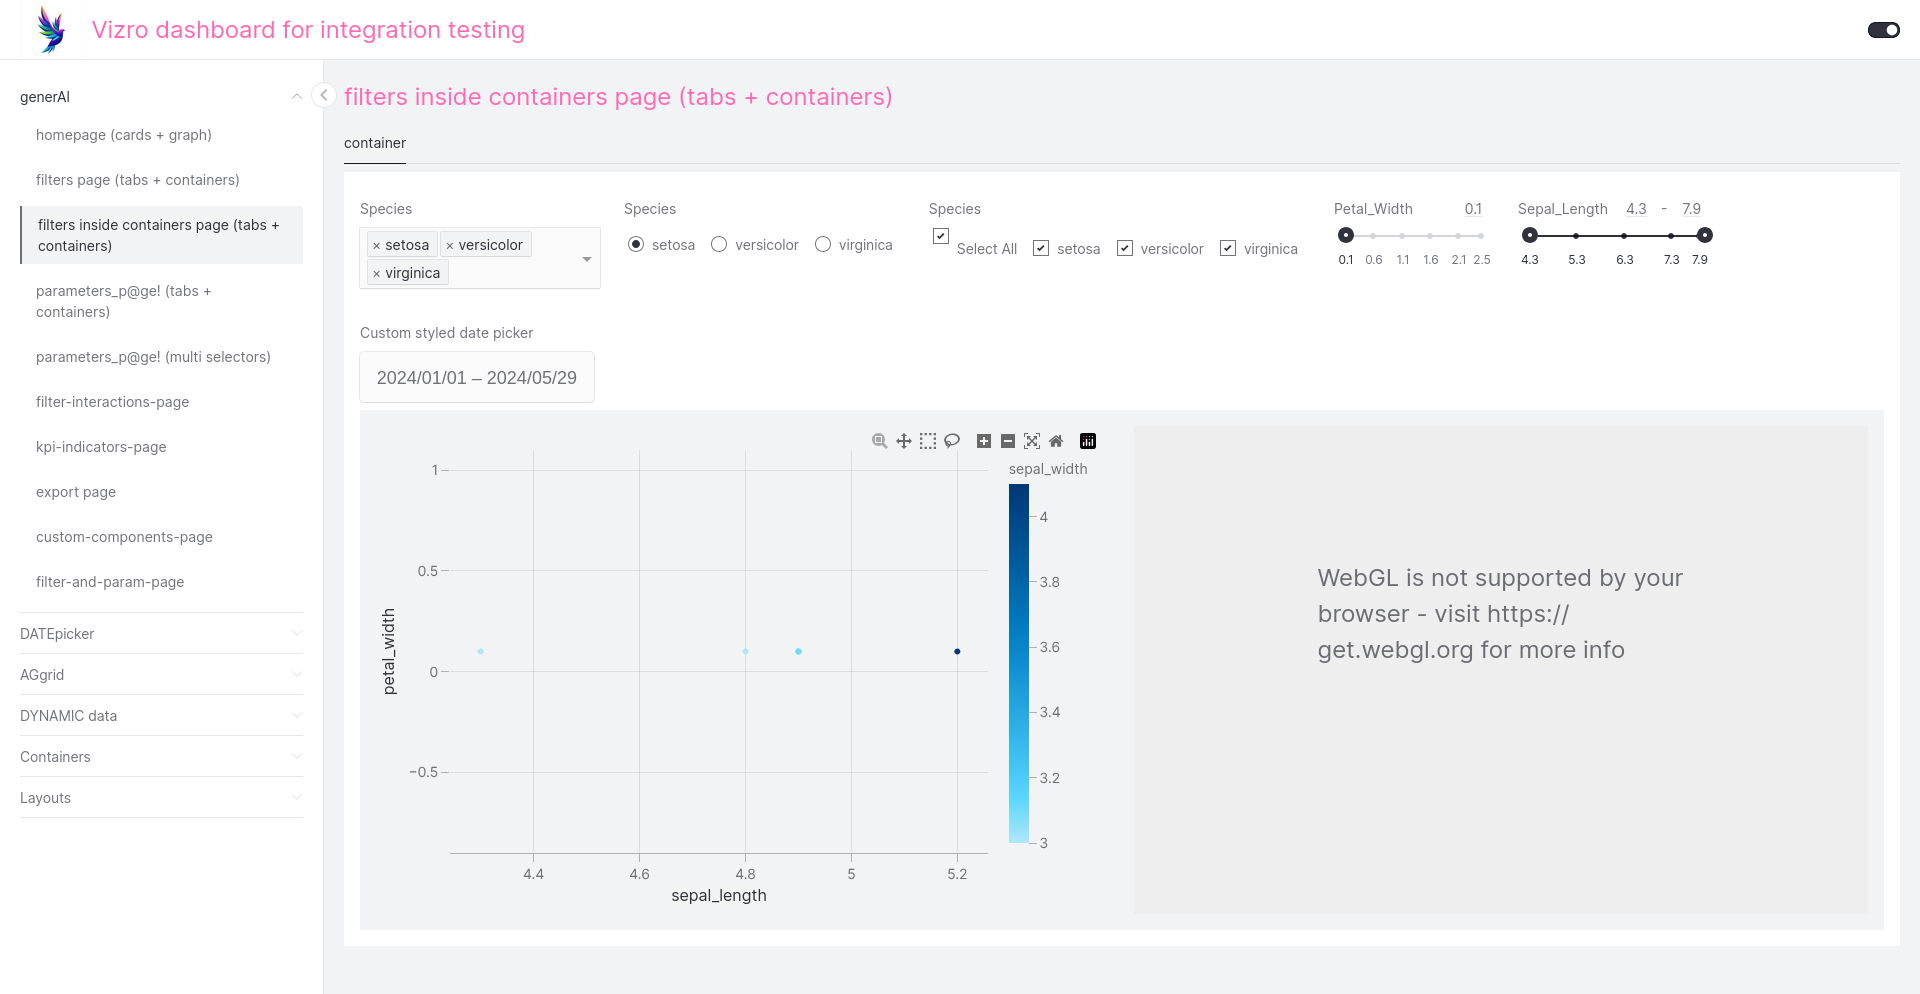 Vizro dashboard for integration testing
generAI
homepage (cards + graph)
filters page (tabs + containers)
filters inside containers page (tabs +
containers)
parameters_p@ge! (tabs +
containers)
parameters_p@ge! (multi selectors)
filter-interactions-page
kpi-indicators-page
export page
custom-components-page
filter-and-param-page
DATEpicker
AGgrid
DYNAMIC data
Containers
Layouts
filters inside containers page (tabs + containers)
container
Species
× setosa × versicolor
× virginica
Species
setosa versicolor virginica
Species
Select All setosa versicolor virginica
Petal_Width 0.1
0.1 0.6 1.1 1.6 2.1 2.5
Sepal_Length 4.3 - 7.9
4.3 5.3 6.3 7.3 7.9
Custom styled date picker
2024/01/01 – 2024/05/29
1
0.5
0
−0.5
petal_width
4.4 4.6 4.8 5 5.2
sepal_length
sepal_width
4
3.8
3.6
3.4
3.2
3
WebGL is not supported by your
browser - visit https://
get.webgl.org for more info